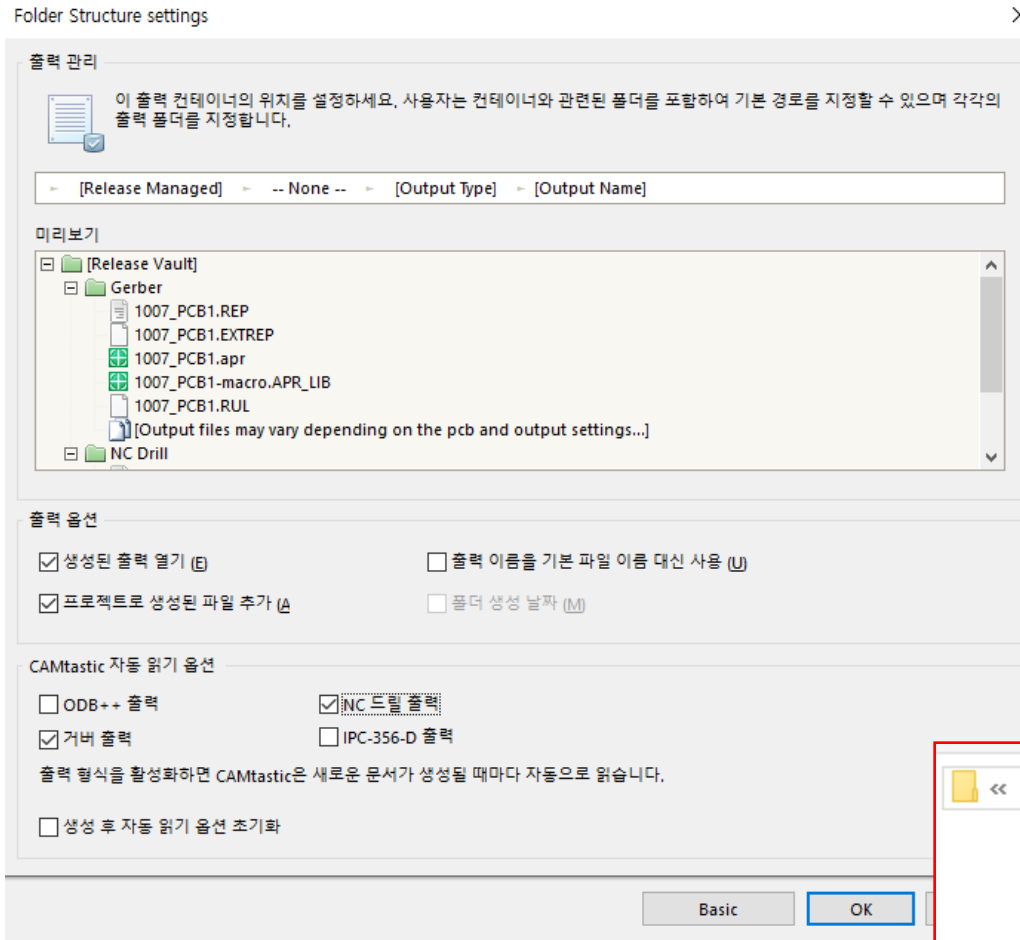 Folder Structure settings
출력 관리
이 출력 컨테이너의 위치를 설정하세요, 사용자는 컨테이너와 관련된 폴더를 포함하여 기본 경로를 지정할 수 있으며 각각의
출력 폴더를 지정합니다,
[Release Managed] -- None -- [Output Type] [Output Name]
미리보기
[Release Vault]
Gerber
1007_PCB1.REP
1007_PCB1.EXTREP
1007_PCB1.apr
1007_PCB1-macro.APR_LIB
1007_PCB1.RUL
[Output files may vary depending on the pcb and output settings...]
NC Drill
출력 옵션
생성된 출력 열기 (E)
출력 이름을 기본 파일 이름 대신 사용 (U)
프로젝트로 생성된 파일 추가 (A
폴더 생성 날짜 (M)
CAMtastic 자동 읽기 옵션
ODB++ 출력
NC 드릴 출력
거버 출력
IPC-356-D 출력
출력 형식을 활성화하면 CAMtastic은 새로운 문서가 생성될 때마다 자동으로 읽습니다,
생성 후 자동 읽기 옵션 초기화
«
Basic
OK